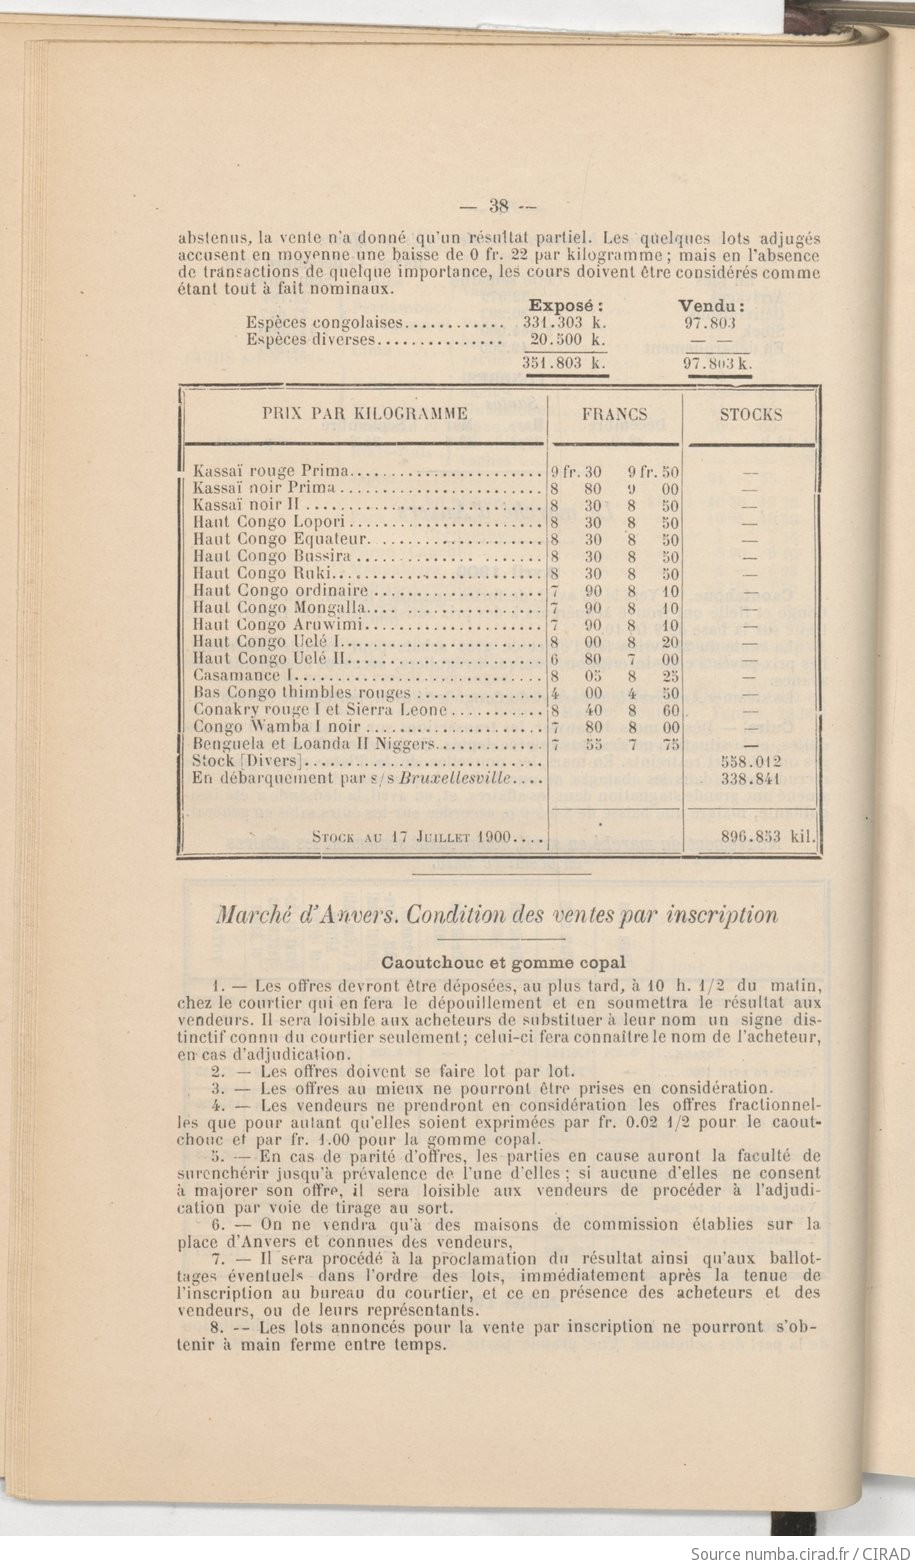 — 38 —
abstenus, la vente n'a donné qu'un résultat partiel. Les quelques lots adjugés
accusent en moyenne une baisse de 0 fr. 22 par kilogramme; mais en l'absence
de transactions de quelque importance, les cours doivent être considérés comme
étant tout à fait nominaux.
Exposé: Vendu:
Espèces congolaises............ 331.303 k. 97.803
Espèces diverses............... 20.500 k. — —
351.803 k. 97.803 k.
PRIX PAR KILOGRAMME FRANCS STOCKS
Kassaï rouge Prima........................ 9 fr. 30 9 fr. 50 —
Kassaï noir Prima ......................... 8 80 9 00 —
Kassaï noir II ............................. 8 30 8 50 —
Haut Congo Lopori........................ 8 30 8 50 —
Haut Congo Equateur...................... 8 30 8 50 —
Haut Congo Bussira ....................... 8 30 8 50 —
Haut Congo Ruki.......................... 8 30 8 50 —
Haut Congo ordinaire ..................... 7 90 8 10 —
Haut Congo Mongalla..................... 7 90 8 10 —
Haut Congo Aruwimi...................... 7 90 8 10 —
Haut Congo Uelé I......................... 8 00 8 20 —
Haut Congo Uelé II........................ 6 80 7 00 —
Casamance I............................... 8 05 8 25 —
Bas Congo thimbles rouges ................ 4 00 4 50 —
Conakry rouge I et Sierra Leone ............ 8 40 8 60 —
Congo Wamba I noir ...................... 7 80 8 00 —
Benguela et Loanda II Niggers............. 7 55 7 75 —
Stock [Divers].............................. 558.012
En débarquement par s/s Bruxellesville.... 338.841
STOCK AU 17 JUILLET 1900.... 896.853 kil.
Marché d'Anvers. Condition des ventes par inscription
Caoutchouc et gomme copal
1. — Les offres devront être déposées, au plus tard, à 10 h. 1/2 du matin,
chez le courtier qui en fera le dépouillement et en soumettra le résultat aux
vendeurs. Il sera loisible aux acheteurs de substituer à leur nom un signe dis-
tinctif connu du courtier seulement; celui-ci fera connaître le nom de l'acheteur,
en cas d'adjudication.
2. — Les offres doivent se faire lot par lot.
3. — Les offres au mieux ne pourront être prises en considération.
4. — Les vendeurs ne prendront en considération les offres fractionnel-
les que pour autant qu'elles soient exprimées par fr. 0.02 1/2 pour le caout-
chouc et par fr. 1.00 pour la gomme copal.
5. — En cas de parité d'offres, les parties en cause auront la faculté de
surenchérir jusqu'à prévalence de l'une d'elles; si aucune d'elles ne consent
à majorer son offre, il sera loisible aux vendeurs de procéder à l'adjudi-
cation par voie de tirage au sort.
6. — On ne vendra qu'à des maisons de commission établies sur la
place d'Anvers et connues des vendeurs,
7. — Il sera procédé à la proclamation du résultat ainsi qu'aux ballot-
tages éventuels dans l'ordre des lots, immédiatement après la tenue de
l'inscription au bureau du courtier, et ce en présence des acheteurs et des
vendeurs, ou de leurs représentants.
8. -- Les lots annoncés pour la vente par inscription ne pourront s'ob-
tenir à main ferme entre temps.
Source numba.cirad.fr / CIRAD